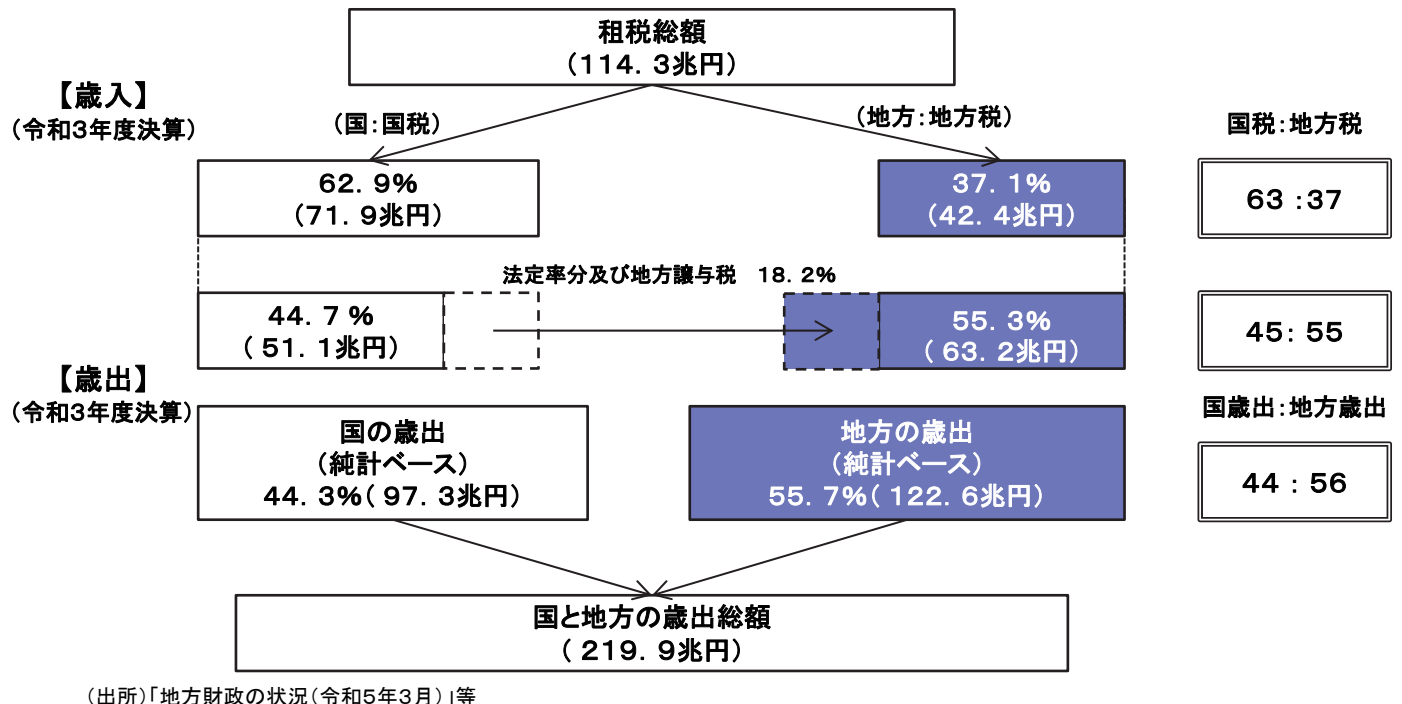 租税総額
(114.3兆円)
【歳入】
(令和3年度決算)
(国:国税)
(地方:地方税)
国税:地方税
62.9%
(71.9兆円)
37.1%
(42.4兆円)
63:37
法定率分及び地方譲与税 18.2%
44.7%
(51.1兆円)
55.3%
(63.2兆円)
45:55
【歳出】
(令和3年度決算)
国歳出:地方歳出
国の歳出
(純計ベース)
44.3%(97.3兆円)
地方の歳出
(純計ベース)
55.7%(122.6兆円)
44:56
国と地方の歳出総額
(219.9兆円)
(出所)「地方財政の状況(令和5年3月)」等